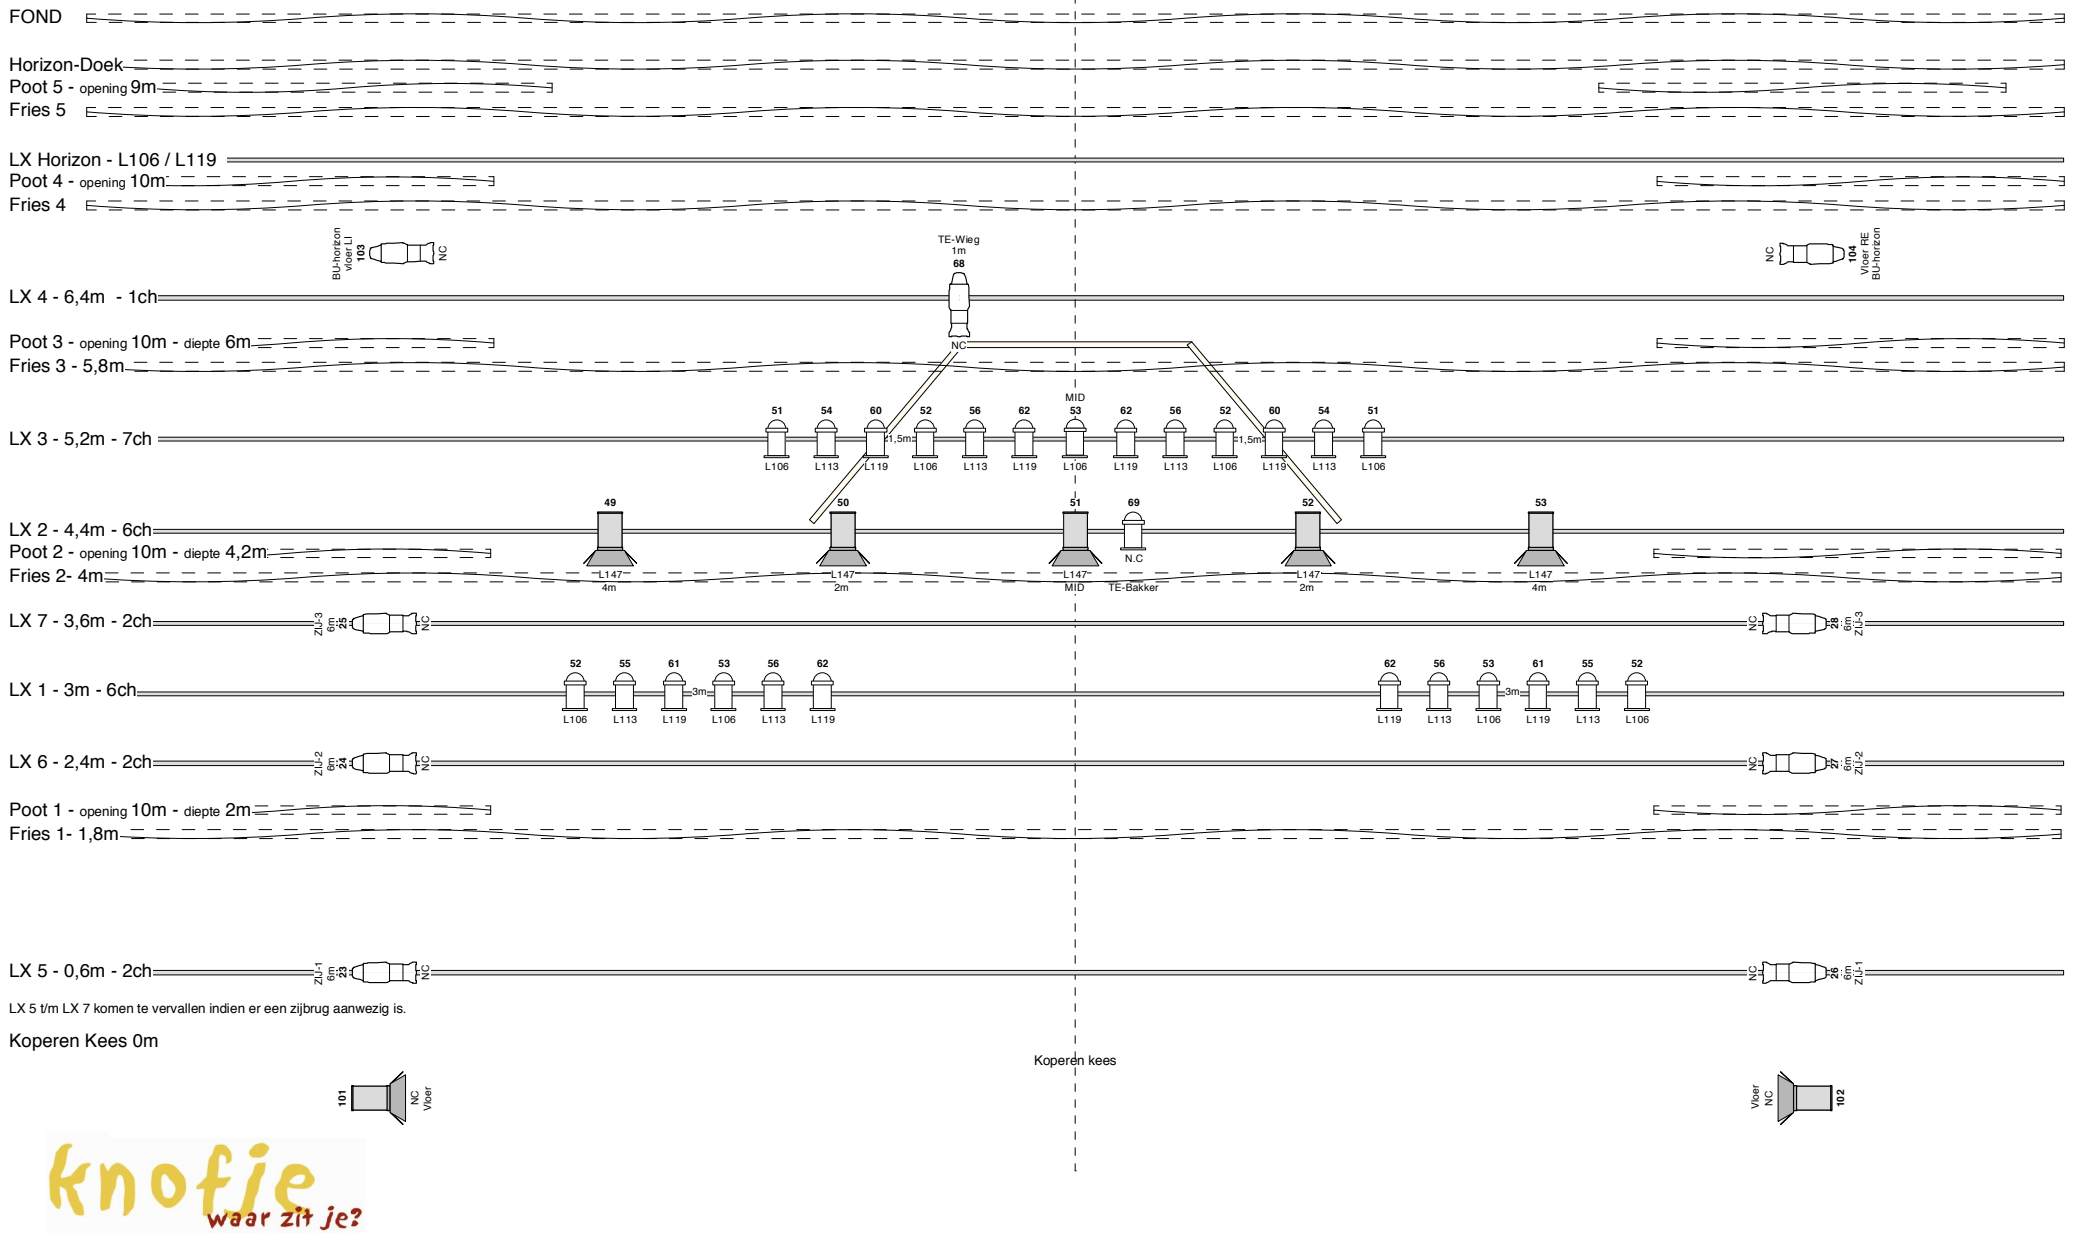 FOND
Horizon-Doek
Poot 5 - opening 9m
Fries 5
LX Horizon - L106 / L119
Poot 4 - opening 10m
Fries 4
BU-horizon
vloer LI
103
NC
TE-Wieg
1m
68
NC
NC
104
Vloer RE
BU-horizon
LX 4 - 6,4m - 1ch
Poot 3 - opening 10m - diepte 6m
Fries 3 - 5,8m
MID
51 54 60 52 56 62 53 62 56 52 60 54 51
LX 3 - 5,2m - 7ch
1,5m 1,5m
L106 L113 L119 L106 L113 L119 L106 L119 L113 L106 L119 L113 L106
49 50 51 69 52 53
LX 2 - 4,4m - 6ch
Poot 2 - opening 10m - diepte 4,2m
N.C
Fries 2- 4m
L147 L147 L147 L147 L147
4m 2m MID TE-Bakker 2m 4m
LX 7 - 3,6m - 2ch
ZIJ-3
6m
25
NC
NC
28
6m
ZIJ-3
52 55 61 53 56 62 62 56 53 61 55 52
LX 1 - 3m - 6ch
3m 3m
L106 L113 L119 L106 L113 L119 L119 L113 L106 L119 L113 L106
LX 6 - 2,4m - 2ch
ZIJ-2
6m
24
NC
NC
27
6m
ZIJ-2
Poot 1 - opening 10m - diepte 2m
Fries 1- 1,8m
LX 5 - 0,6m - 2ch
ZIJ-1
6m
23
NC
NC
26
6m
ZIJ-1
LX 5 t/m LX 7 komen te vervallen indien er een zijbrug aanwezig is.
Koperen Kees 0m
Koperen kees
101
NC
Vloer
Vloer
NC
102
knofje
waar zit je?